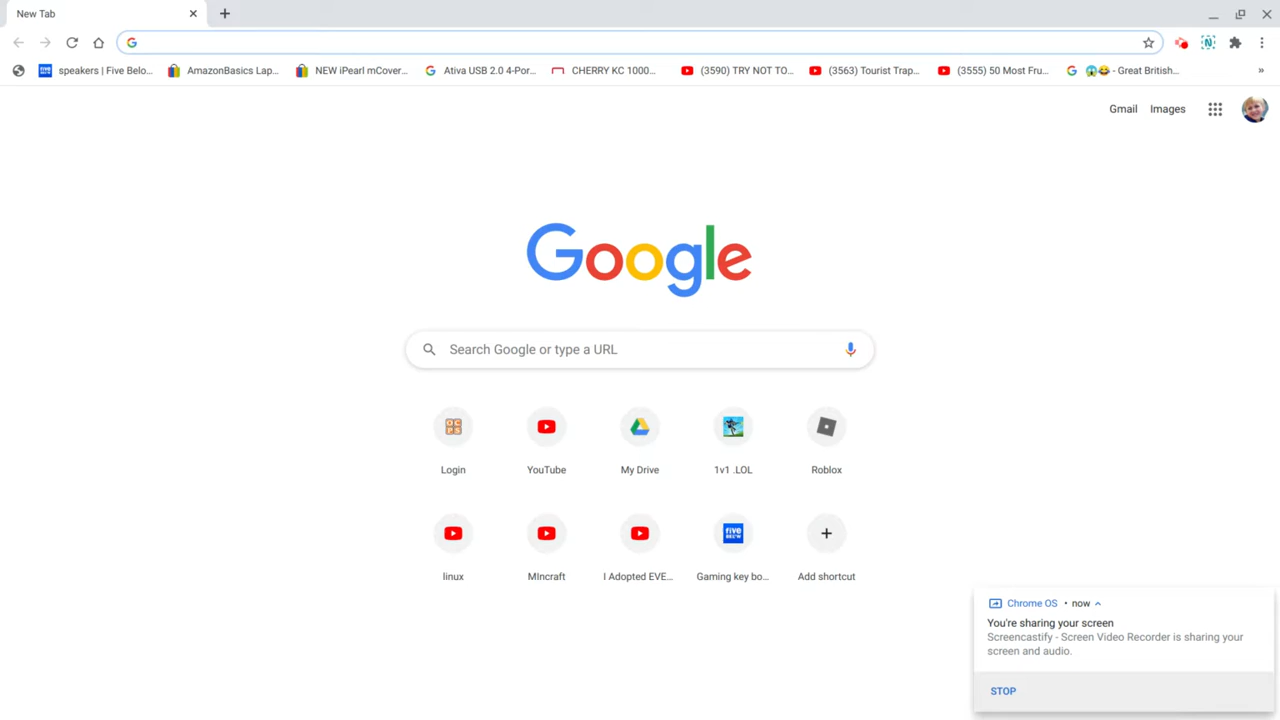 New Tab
speakers | Five Belo...
AmazonBasics Lap...
NEW iPearl mCover...
Ativa USB 2.0 4-Por...
CHERRY KC 1000...
(3590) TRY NOT TO...
(3563) Tourist Trap...
(3555) 50 Most Fru...
😱😂 - Great British...
»
Gmail Images
Google
Search Google or type a URL
Login YouTube My Drive 1v1 .LOL Roblox
linux MIncraft I Adopted EVE... Gaming key bo... Add shortcut
Chrome OS • now
You're sharing your screen
Screencastify - Screen Video Recorder is sharing your
screen and audio.
STOP